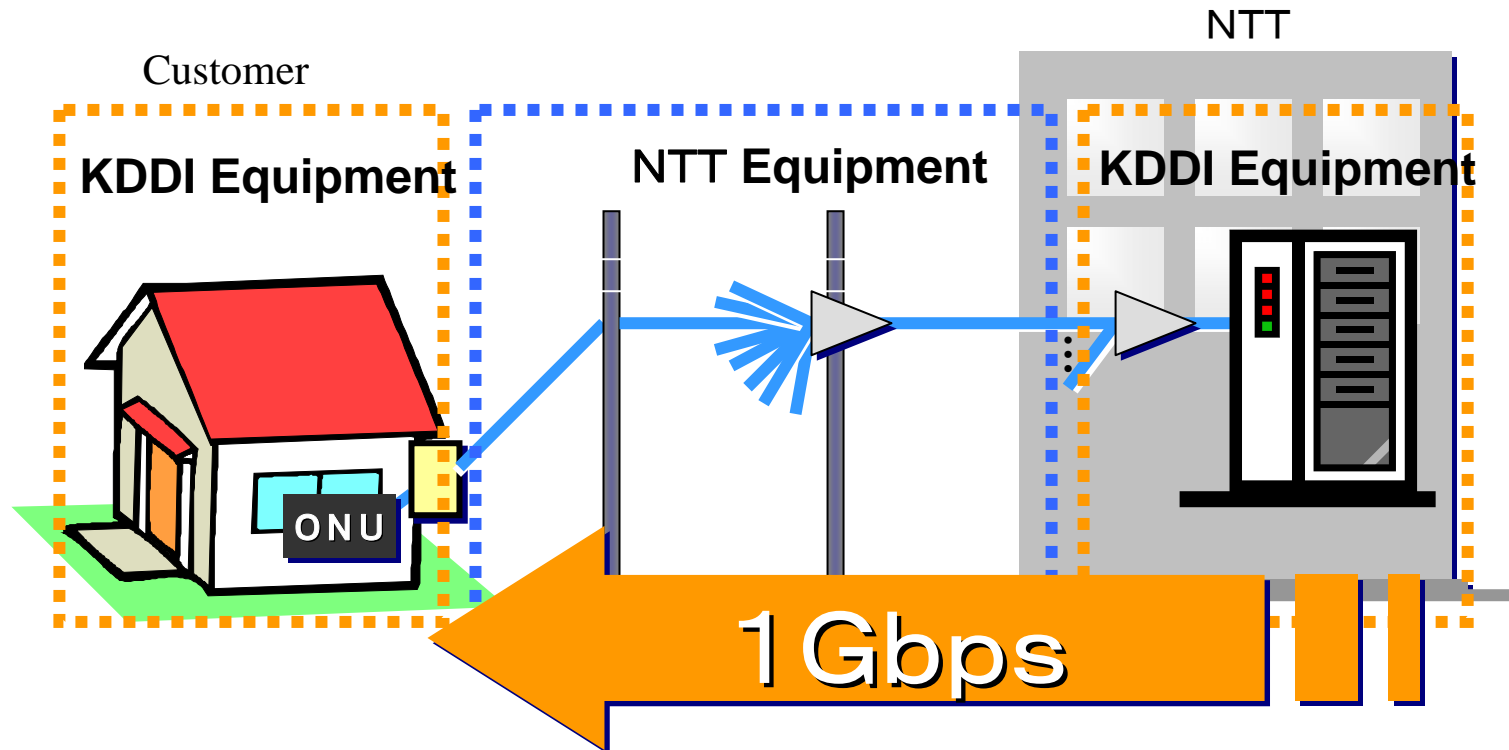 NTT
Customer
KDDI Equipment
NTT Equipment
KDDI Equipment
ONU
1Gbps